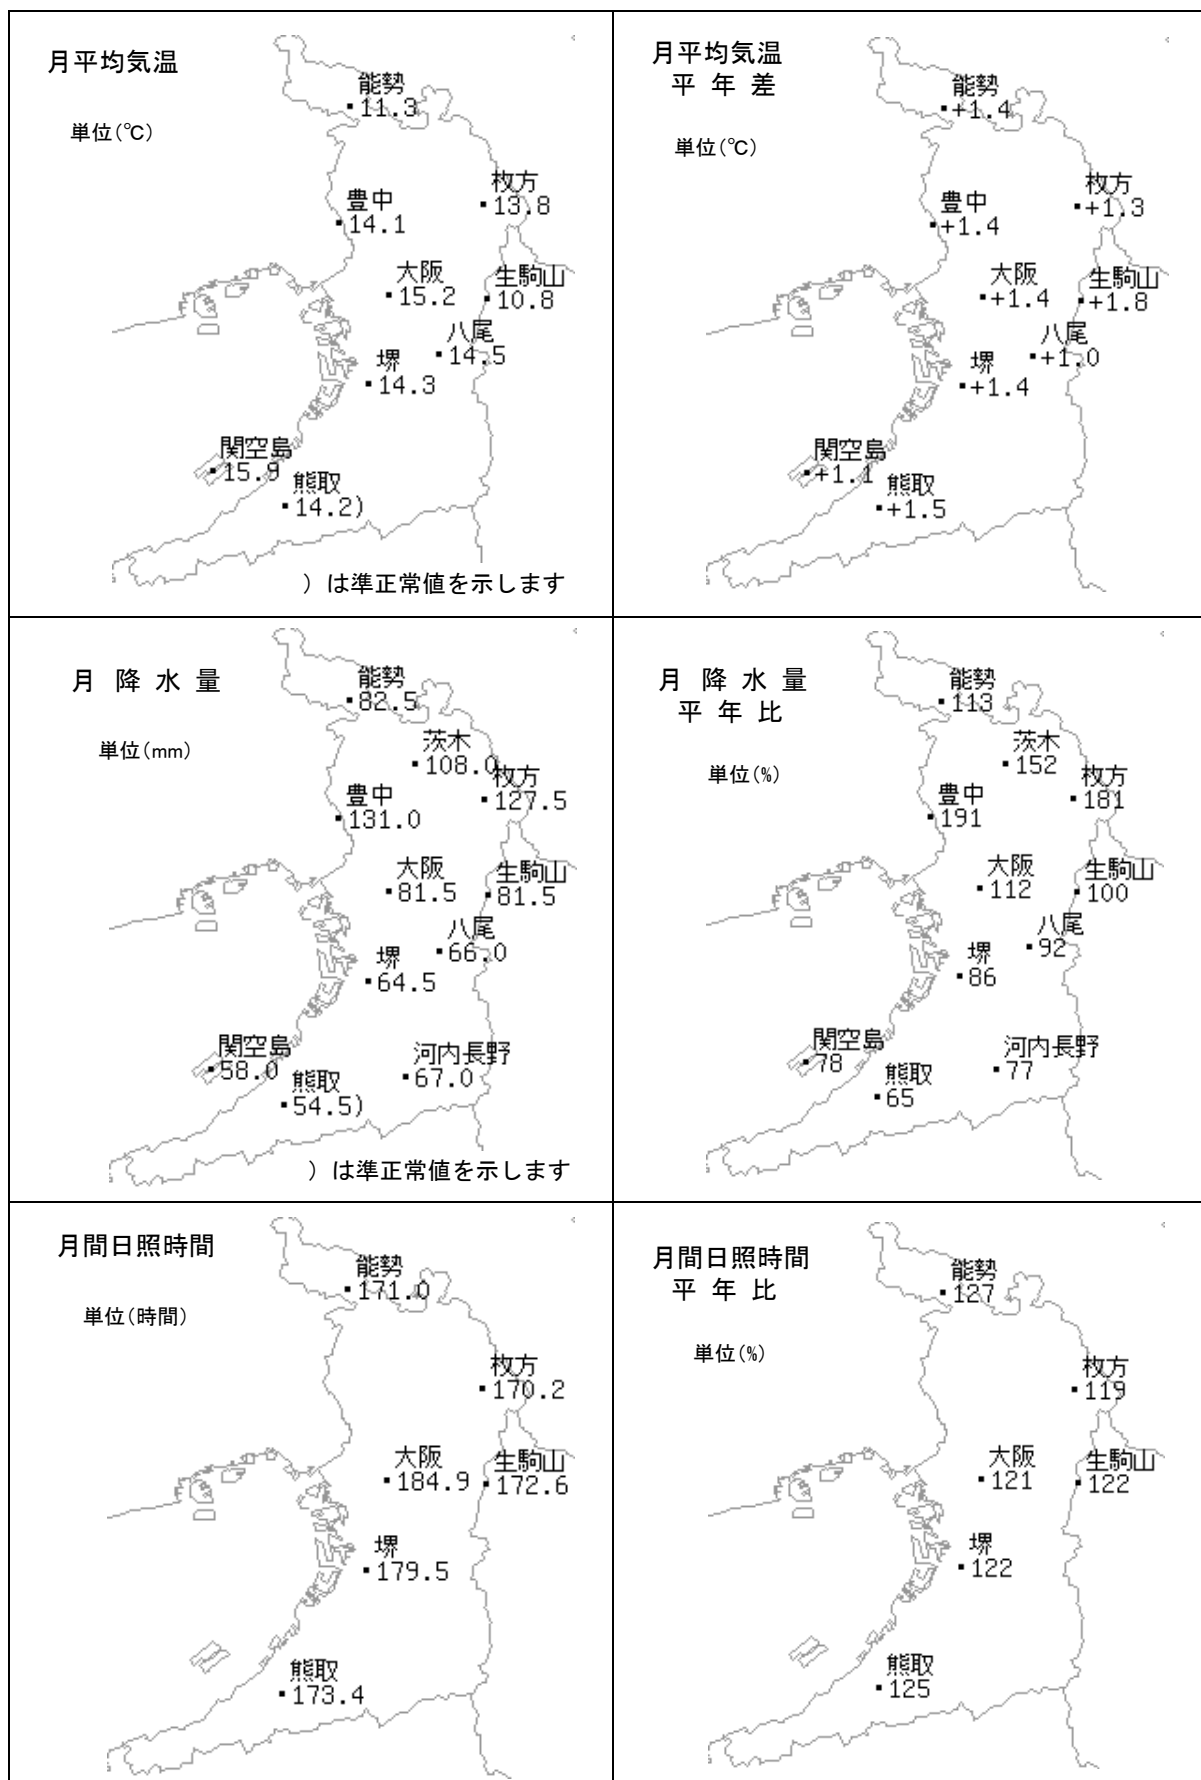 月平均気温
単位(℃)
能勢
11.3
枚方
13.8
豊中
14.1
大阪
15.2
生駒山
10.8
八尾
14.5
堺
14.3
関空島
15.9
熊取
14.2)
）は準正常値を示します
月平均気温
平 年 差
単位(℃)
能勢
+1.4
枚方
+1.3
豊中
+1.4
大阪
+1.4
生駒山
+1.8
八尾
+1.0
堺
+1.4
関空島
+1.1
熊取
+1.5
月 降 水 量
単位(mm)
能勢
82.5
茨木
108.0
枚方
127.5
豊中
131.0
大阪
81.5
生駒山
81.5
八尾
66.0
堺
64.5
関空島
58.0
河内長野
67.0
熊取
54.5)
）は準正常値を示します
月 降 水 量
平 年 比
単位(%)
能勢
113
茨木
152
枚方
181
豊中
191
大阪
112
生駒山
100
八尾
92
堺
86
関空島
78
河内長野
77
熊取
65
月間日照時間
単位(時間)
能勢
171.0
枚方
170.2
大阪
184.9
生駒山
172.6
堺
179.5
熊取
173.4
月間日照時間
平 年 比
単位(%)
能勢
127
枚方
119
大阪
121
生駒山
122
堺
122
熊取
125